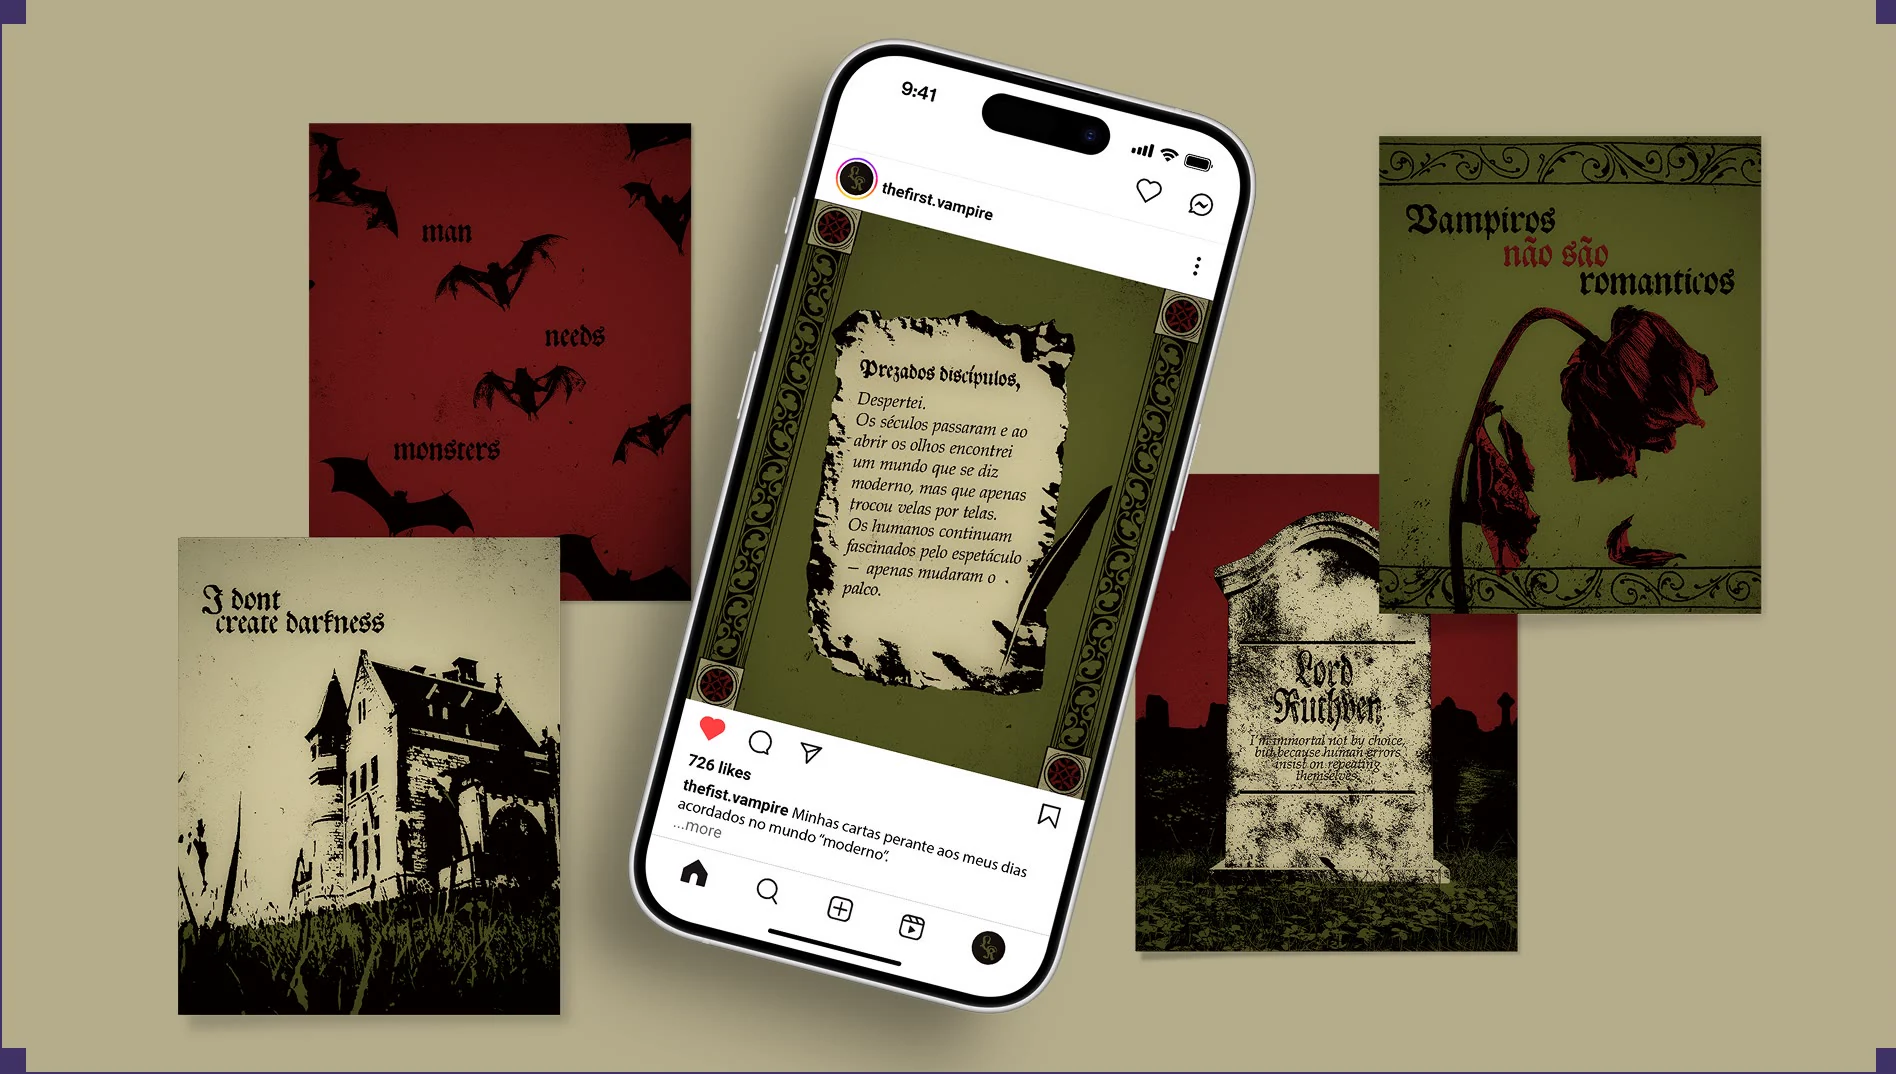 man
needs
monsters
I dont
create darkness
9:41
thefirst.vampire
Prezados discípulos,
Despertei.
Os séculos passaram e ao
abrir os olhos encontrei
um mundo que se diz
moderno, mas que apenas
trocou velas por telas.
Os humanos continuam
fascinados pelo espetáculo
— apenas mudaram o
palco.
726 likes
thefist.vampire Minhas cartas perante aos meus dias
acordados no mundo “moderno”.
...more
Vampiros
não são
romanticos
Lord
Ruthven
I'm immortal not by choice,
but because human errors
insist on repeating
themselves.